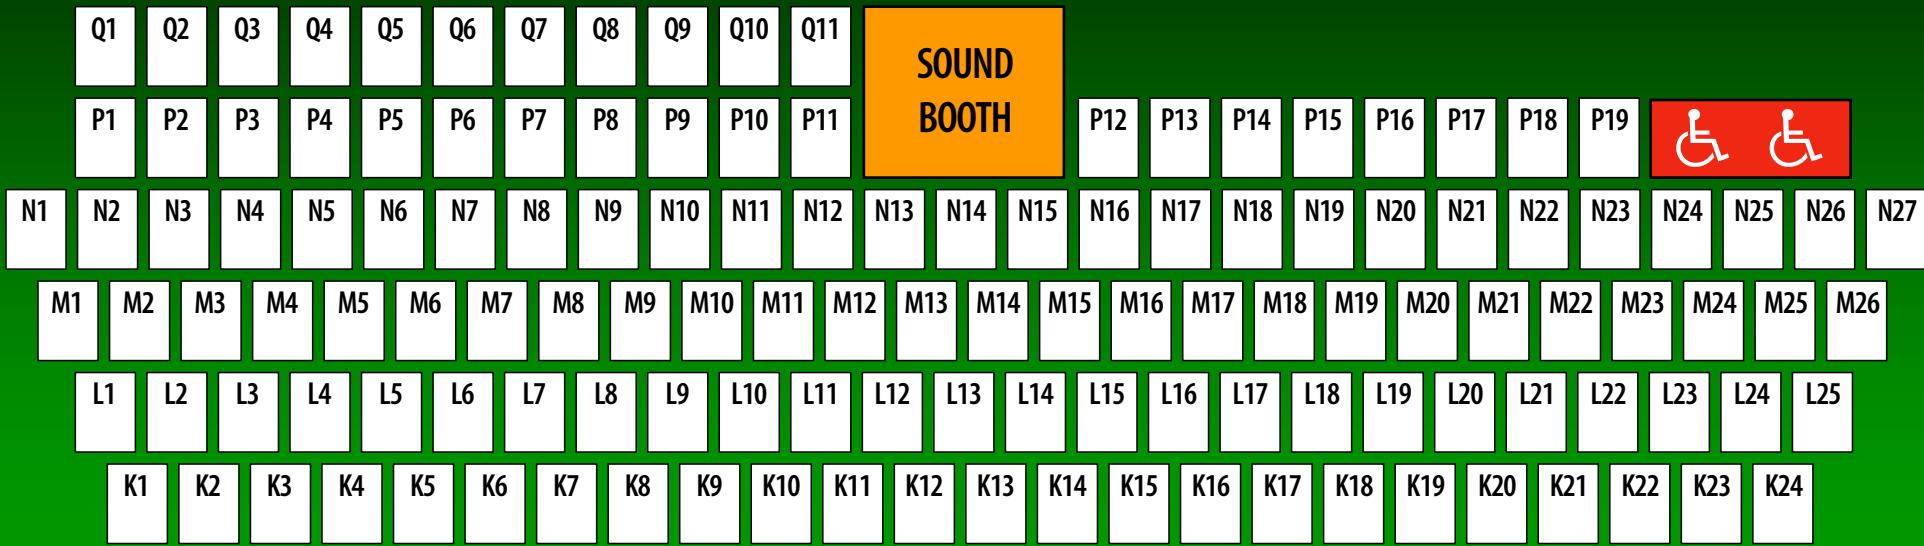 Q1 Q2 Q3 Q4 Q5 Q6 Q7 Q8 Q9 Q10 Q11
SOUND
BOOTH
P1 P2 P3 P4 P5 P6 P7 P8 P9 P10 P11 P12 P13 P14 P15 P16 P17 P18 P19
N1 N2 N3 N4 N5 N6 N7 N8 N9 N10 N11 N12 N13 N14 N15 N16 N17 N18 N19 N20 N21 N22 N23 N24 N25 N26 N27
M1 M2 M3 M4 M5 M6 M7 M8 M9 M10 M11 M12 M13 M14 M15 M16 M17 M18 M19 M20 M21 M22 M23 M24 M25 M26
L1 L2 L3 L4 L5 L6 L7 L8 L9 L10 L11 L12 L13 L14 L15 L16 L17 L18 L19 L20 L21 L22 L23 L24 L25
K1 K2 K3 K4 K5 K6 K7 K8 K9 K10 K11 K12 K13 K14 K15 K16 K17 K18 K19 K20 K21 K22 K23 K24